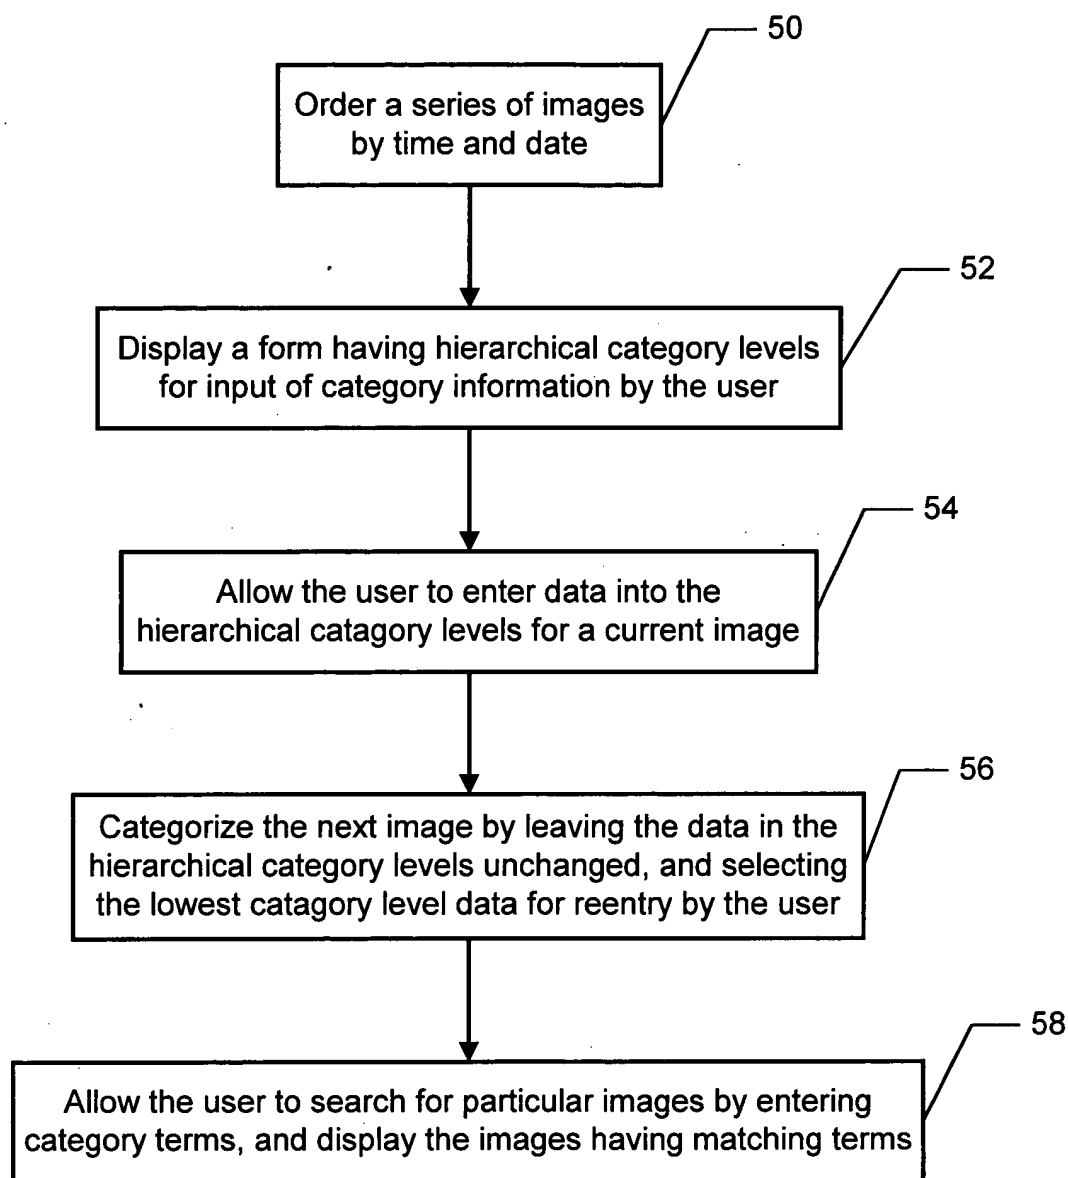 50
Order a series of images
by time and date
52
Display a form having hierarchical category levels
for input of category information by the user
54
Allow the user to enter data into the
hierarchical catagory levels for a current image
56
Categorize the next image by leaving the data in the
hierarchical category levels unchanged, and selecting
the lowest catagory level data for reentry by the user
58
Allow the user to search for particular images by entering
category terms, and display the images having matching terms